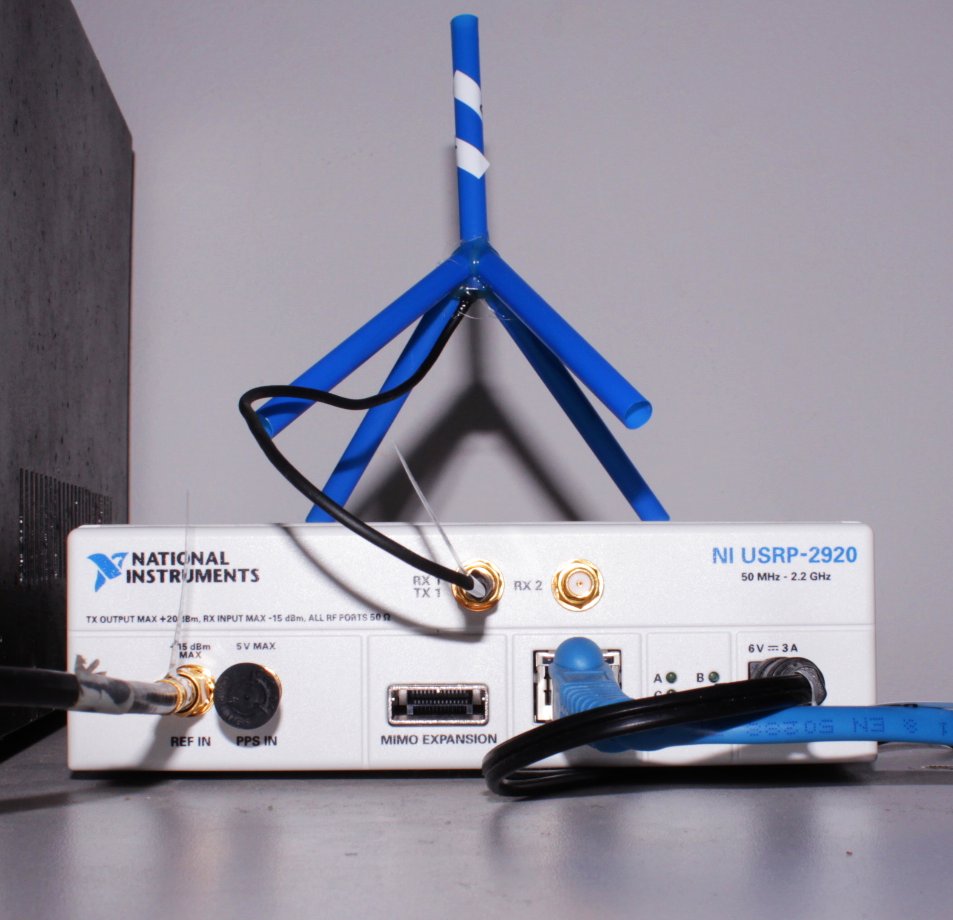 NATIONAL
INSTRUMENTS
NI USRP-2920
50 MHz - 2.2 GHz
RX 1
TX 1
RX 2
TX OUTPUT MAX +20 dBm, RX INPUT MAX -15 dBm, ALL RF PORTS 50 Ω
-15 dBm
MAX
5 V MAX
6V ⎓ 3A
A
B
C
REF IN
PPS IN
MIMO EXPANSION